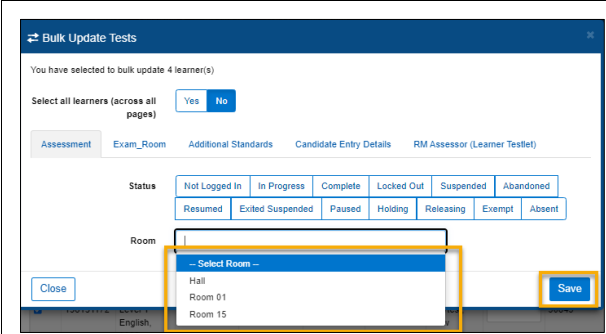 Bulk Update Tests
You have selected to bulk update 4 learner(s)
Select all learners (across all
pages)
Yes No
Assessment Exam_Room Additional Standards Candidate Entry Details RM Assessor (Learner Testlet)
Status
Not Logged In In Progress Complete Locked Out Suspended Abandoned
Resumed Exited Suspended Paused Holding Releasing Exempt Absent
Room
-- Select Room --
Hall
Room 01
Room 15
Close
Save
English,